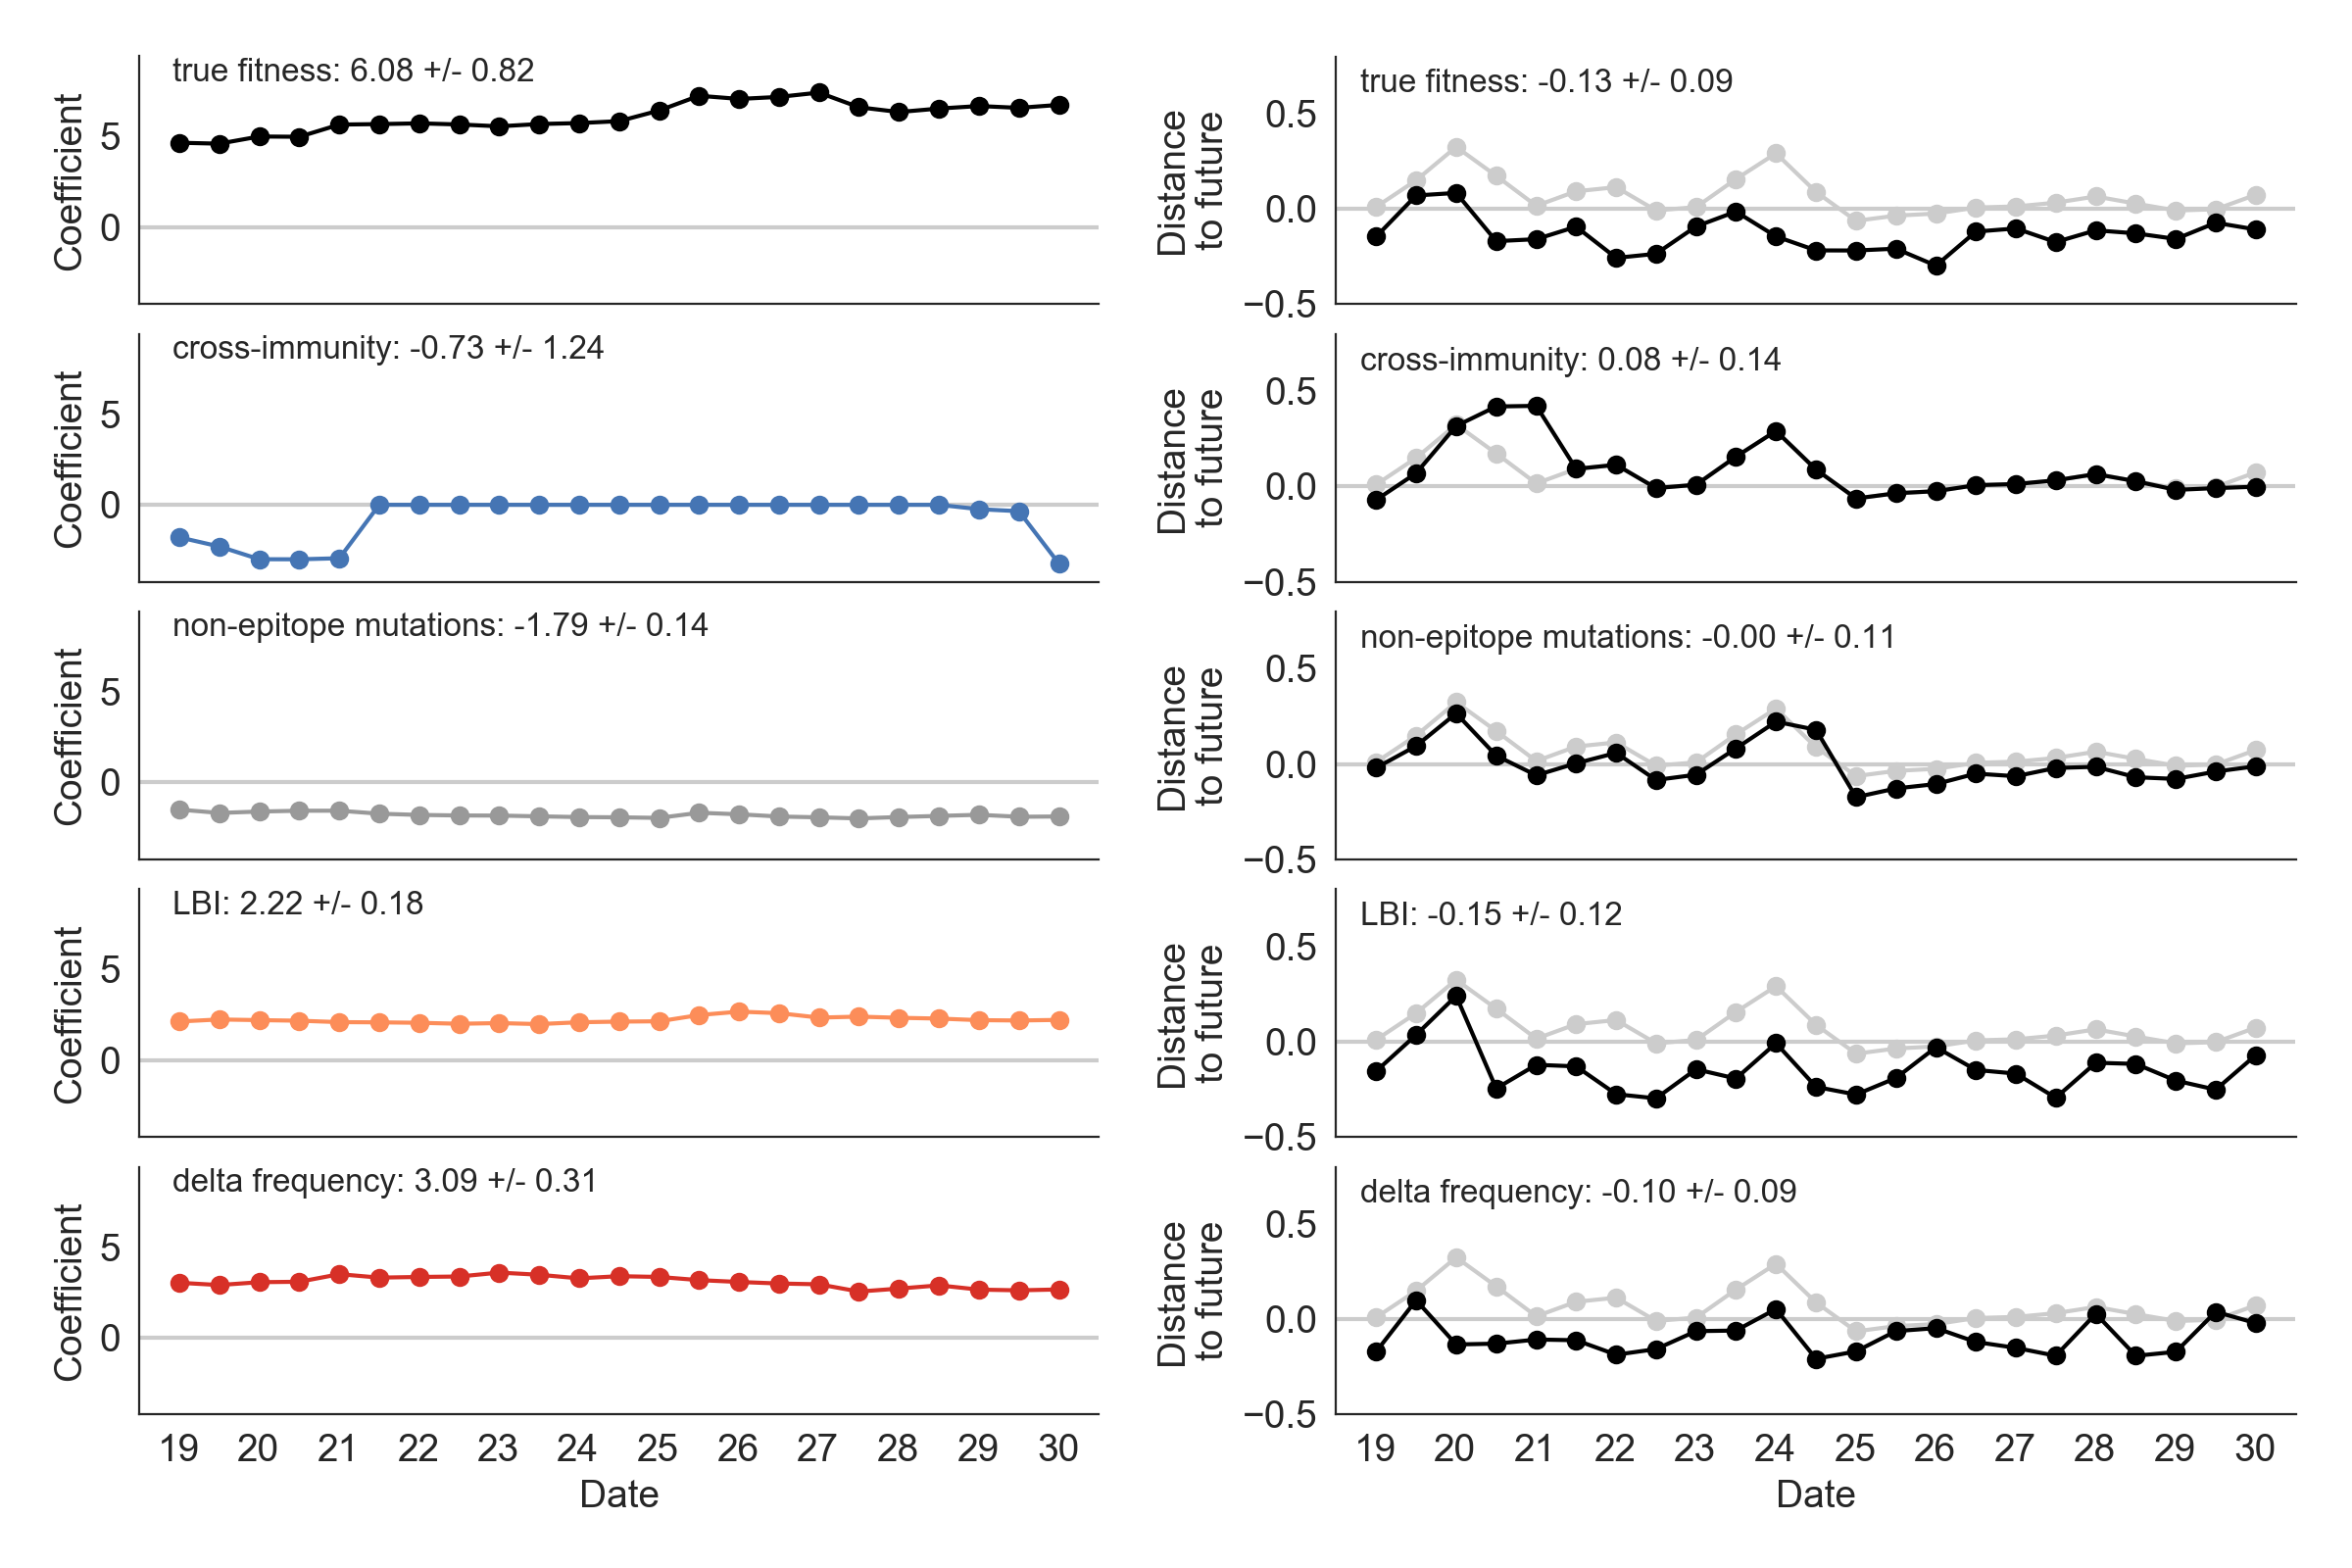 true fitness: 6.08 +/- 0.82
Coefficient
5
0
true fitness: -0.13 +/- 0.09
Distance
to future
0.5
0.0
−0.5
cross-immunity: -0.73 +/- 1.24
Coefficient
5
0
cross-immunity: 0.08 +/- 0.14
Distance
to future
0.5
0.0
−0.5
non-epitope mutations: -1.79 +/- 0.14
Coefficient
5
0
non-epitope mutations: -0.00 +/- 0.11
Distance
to future
0.5
0.0
−0.5
LBI: 2.22 +/- 0.18
Coefficient
5
0
LBI: -0.15 +/- 0.12
Distance
to future
0.5
0.0
−0.5
delta frequency: 3.09 +/- 0.31
Coefficient
5
0
19 20 21 22 23 24 25 26 27 28 29 30
Date
delta frequency: -0.10 +/- 0.09
Distance
to future
0.5
0.0
−0.5
19 20 21 22 23 24 25 26 27 28 29 30
Date